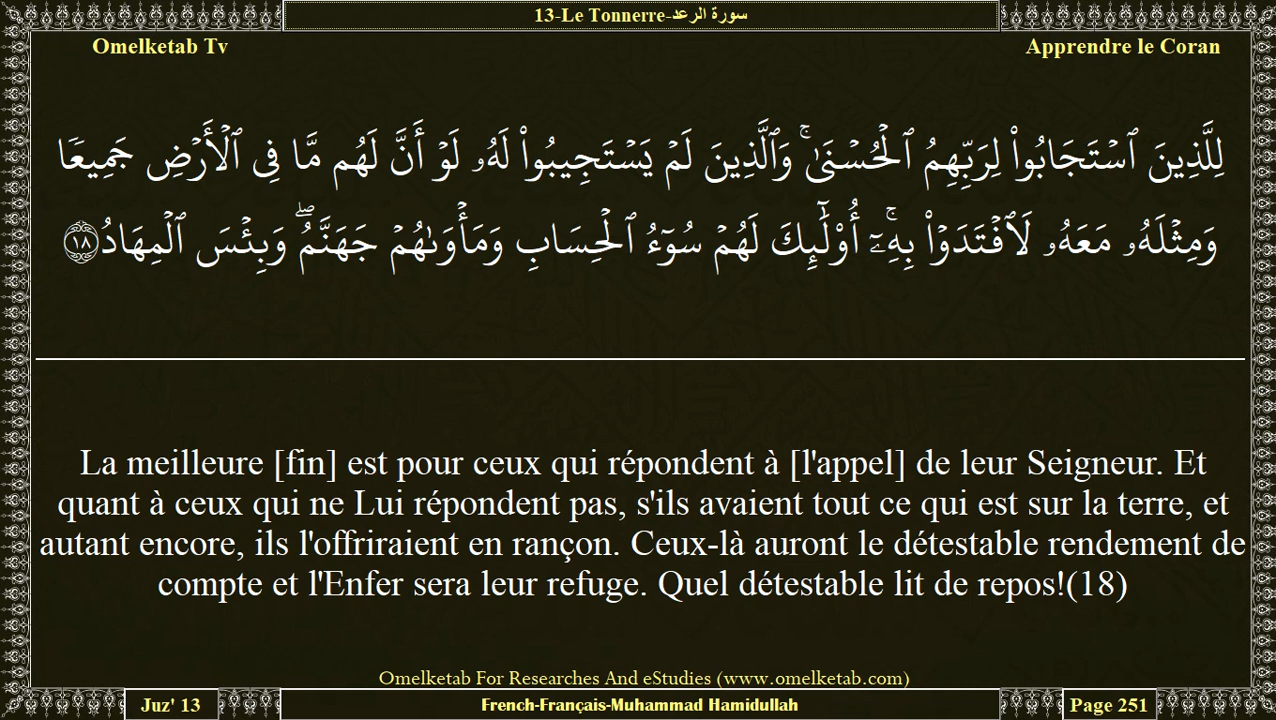 13-Le Tonnerre-سورة الرعد
Omelketab Tv
Apprendre le Coran
لِلَّذِينَ ٱسۡتَجَابُواْ لِرَبِّهِمُ ٱلۡحُسۡنَىٰۚ وَٱلَّذِينَ لَمۡ يَسۡتَجِيبُواْ لَهُۥ لَوۡ أَنَّ لَهُم مَّا فِي ٱلۡأَرۡضِ جَمِيعٗا
وَمِثۡلَهُۥ مَعَهُۥ لَٱفۡتَدَوۡاْ بِهِۦٓۚ أُوْلَٰٓئِكَ لَهُمۡ سُوٓءُ ٱلۡحِسَابِ وَمَأۡوَىٰهُمۡ جَهَنَّمُۖ وَبِئۡسَ ٱلۡمِهَادُ ١٨
La meilleure [fin] est pour ceux qui répondent à [l'appel] de leur Seigneur. Et
quant à ceux qui ne Lui répondent pas, s'ils avaient tout ce qui est sur la terre, et
autant encore, ils l'offriraient en rançon. Ceux-là auront le détestable rendement de
compte et l'Enfer sera leur refuge. Quel détestable lit de repos!(18)
Omelketab For Researches And eStudies (www.omelketab.com)
Juz' 13
French-Français-Muhammad Hamidullah
Page 251